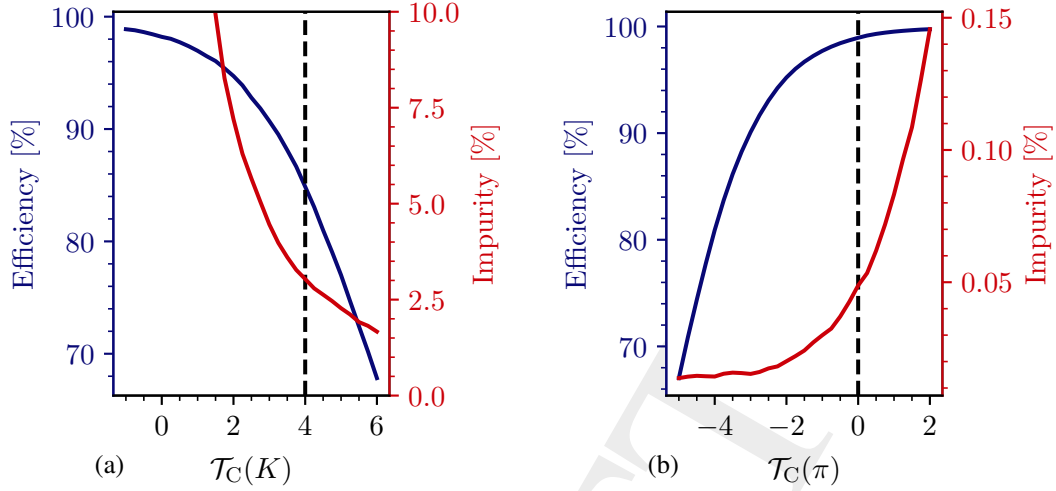 100
90
80
70
Efficiency [%]
10.0
7.5
5.0
2.5
0.0
Impurity [%]
0 2 4 6
(a) 𝒯C(K)
100
90
80
70
Efficiency [%]
0.15
0.10
0.05
Impurity [%]
−4 −2 0 2
(b) 𝒯C(π)